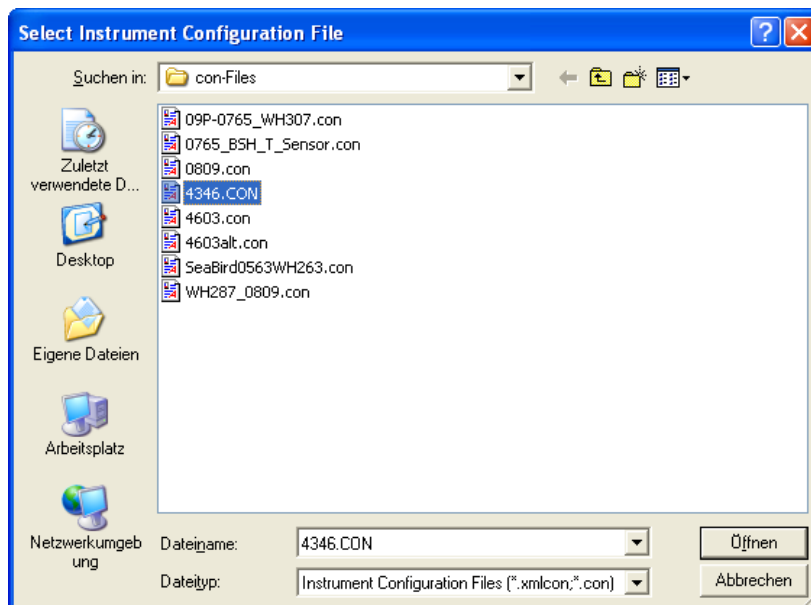 Select Instrument Configuration File
Suchen in:
con-Files
Zuletzt
verwendete D...
Desktop
Eigene Dateien
Arbeitsplatz
Netzwerkumgeb
ung
09P-0765_WH307.con
0765_BSH_T_Sensor.con
0809.con
4346.CON
4603.con
4603alt.con
SeaBird0563WH263.con
WH287_0809.con
Dateiname:
4346.CON
Öffnen
Dateityp:
Instrument Configuration Files (*.xmlcon;*.con)
Abbrechen